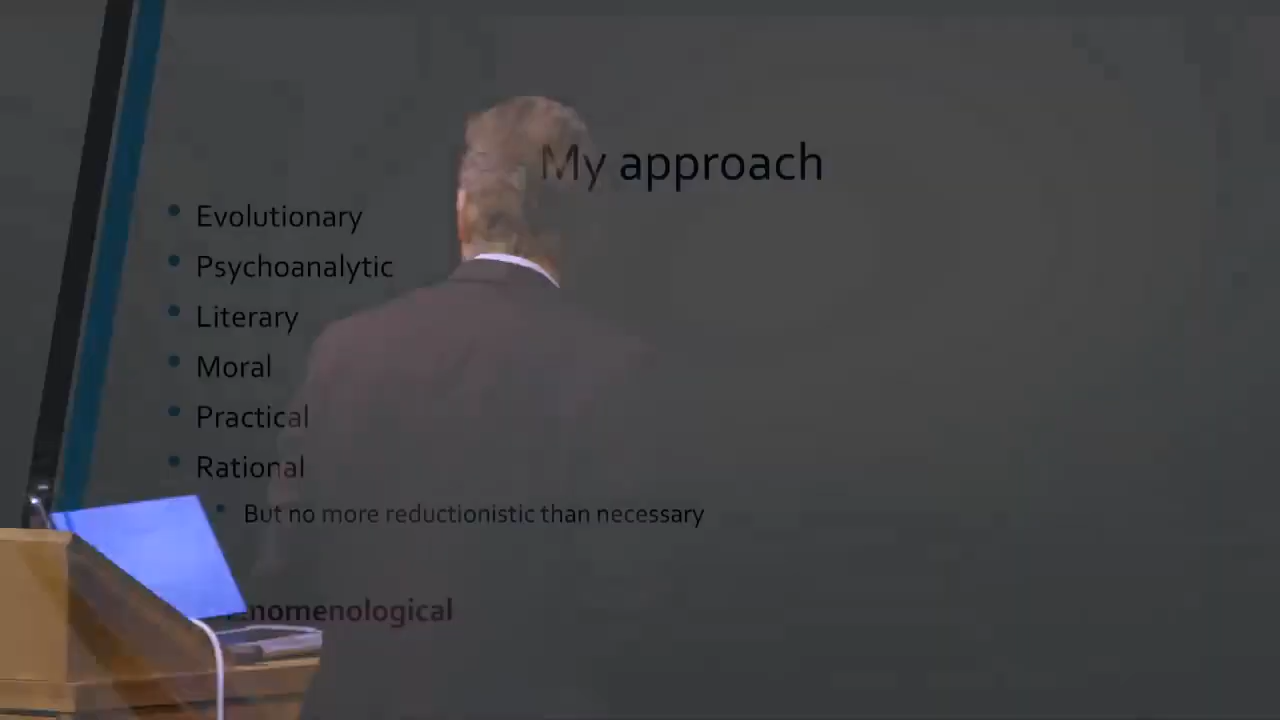 My approach
Evolutionary
Psychoanalytic
Literary
Moral
Practical
Rational
But no more reductionistic than necessary